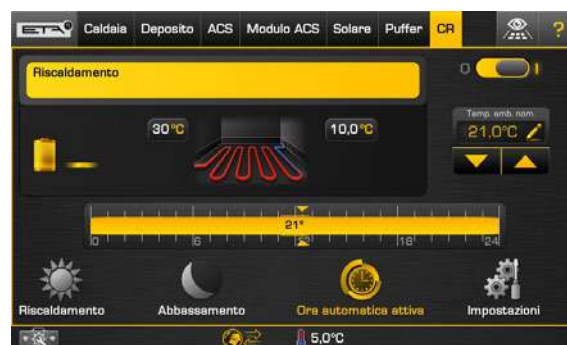 ETA Caldaia Deposito ACS Modulo ACS Solare Puffer CR ?
Riscaldamento
0 I
Temp. amb. nom.
21,0°C
30°C 10,0°C
21°
0 6 12 18 24
Riscaldamento Abbassamento Ora automatica attiva Impostazioni
5,0°C